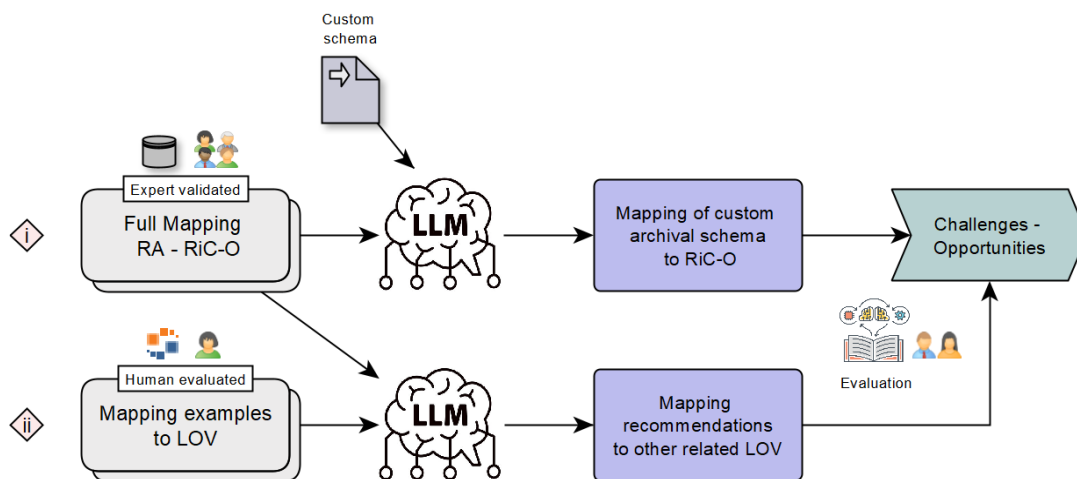 Custom
schema
Expert validated
i
Full Mapping
RA - RiC-O
LLM
Mapping of custom
archival schema
to RiC-O
Challenges -
Opportunities
Evaluation
Human evaluated
ii
Mapping examples
to LOV
LLM
Mapping
recommendations
to other related LOV